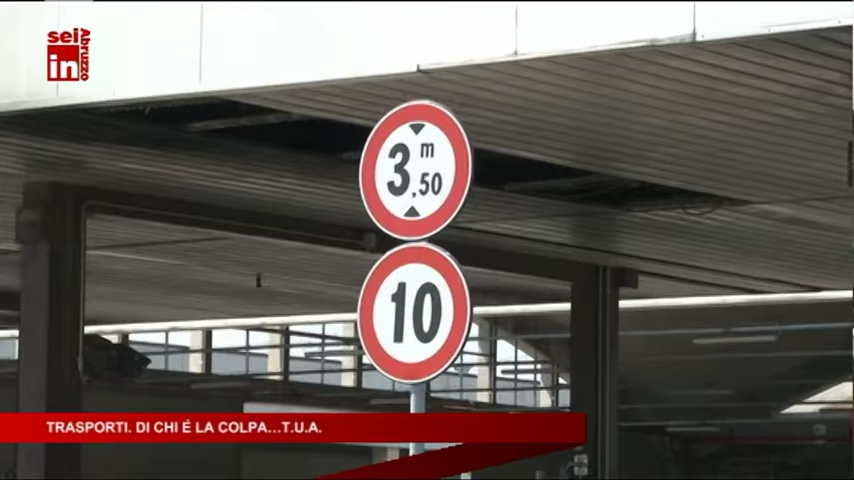 sei
in
Abruzzo
3,50 m
10
TRASPORTI. DI CHI É LA COLPA...T.U.A.